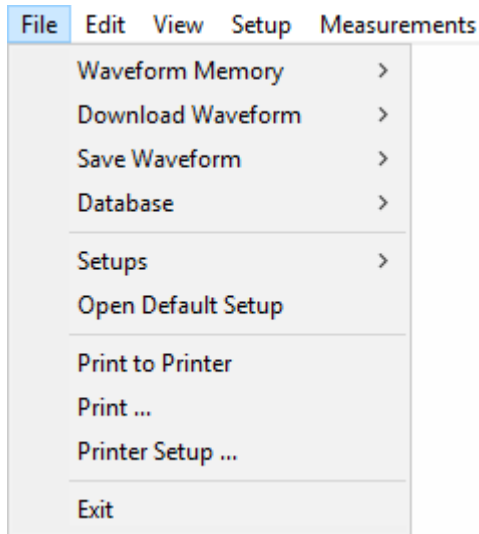 File Edit View Setup Measurements
Waveform Memory >
Download Waveform >
Save Waveform >
Database >
Setups >
Open Default Setup
Print to Printer
Print ...
Printer Setup ...
Exit